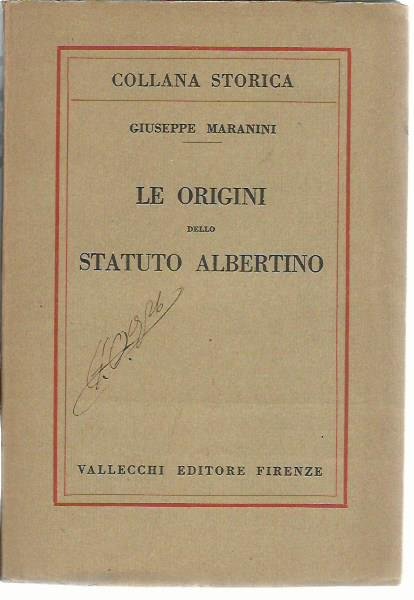 COLLANA STORICA
GIUSEPPE MARANINI
LE ORIGINI
DELLO
STATUTO ALBERTINO
VALLECCHI EDITORE FIRENZE